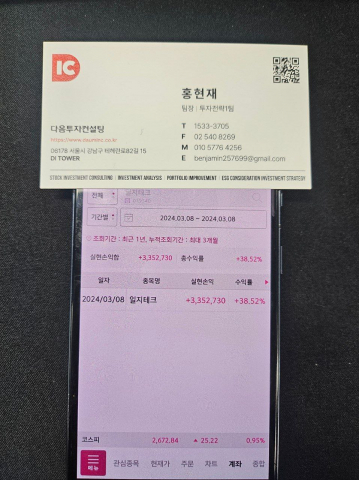 IC
홍현재
팀장 | 투자전략1팀
다음투자컨설팅
06178 서울시 강남구 테헤란로82길 15
DI TOWER
T 1533-3705
F 02 540 8269
M 010 5776 4256
E benjamin257699@gmail.com
STOCK INVESTMENT CONSULTING | INVESTMENT ANALYSIS | PORTFOLIO IMPROVEMENT | ESG CONSIDERATION INVESTMENT STRATEGY
전체
일지테크
기간별
2024.03.08 ~ 2024.03.08
조회기간 : 최근 1년, 누적조회기간 : 최대 3개월
실현손익합 +3,352,730 총수익률 +38.52%
일자 종목명 실현손익 수익률
2024/03/08 일지테크 +3,352,730 +38.52%
코스피 2,672.84 ▲ 25.22 0.95%
메뉴 관심종목 현재가 주문 차트 계좌 종합